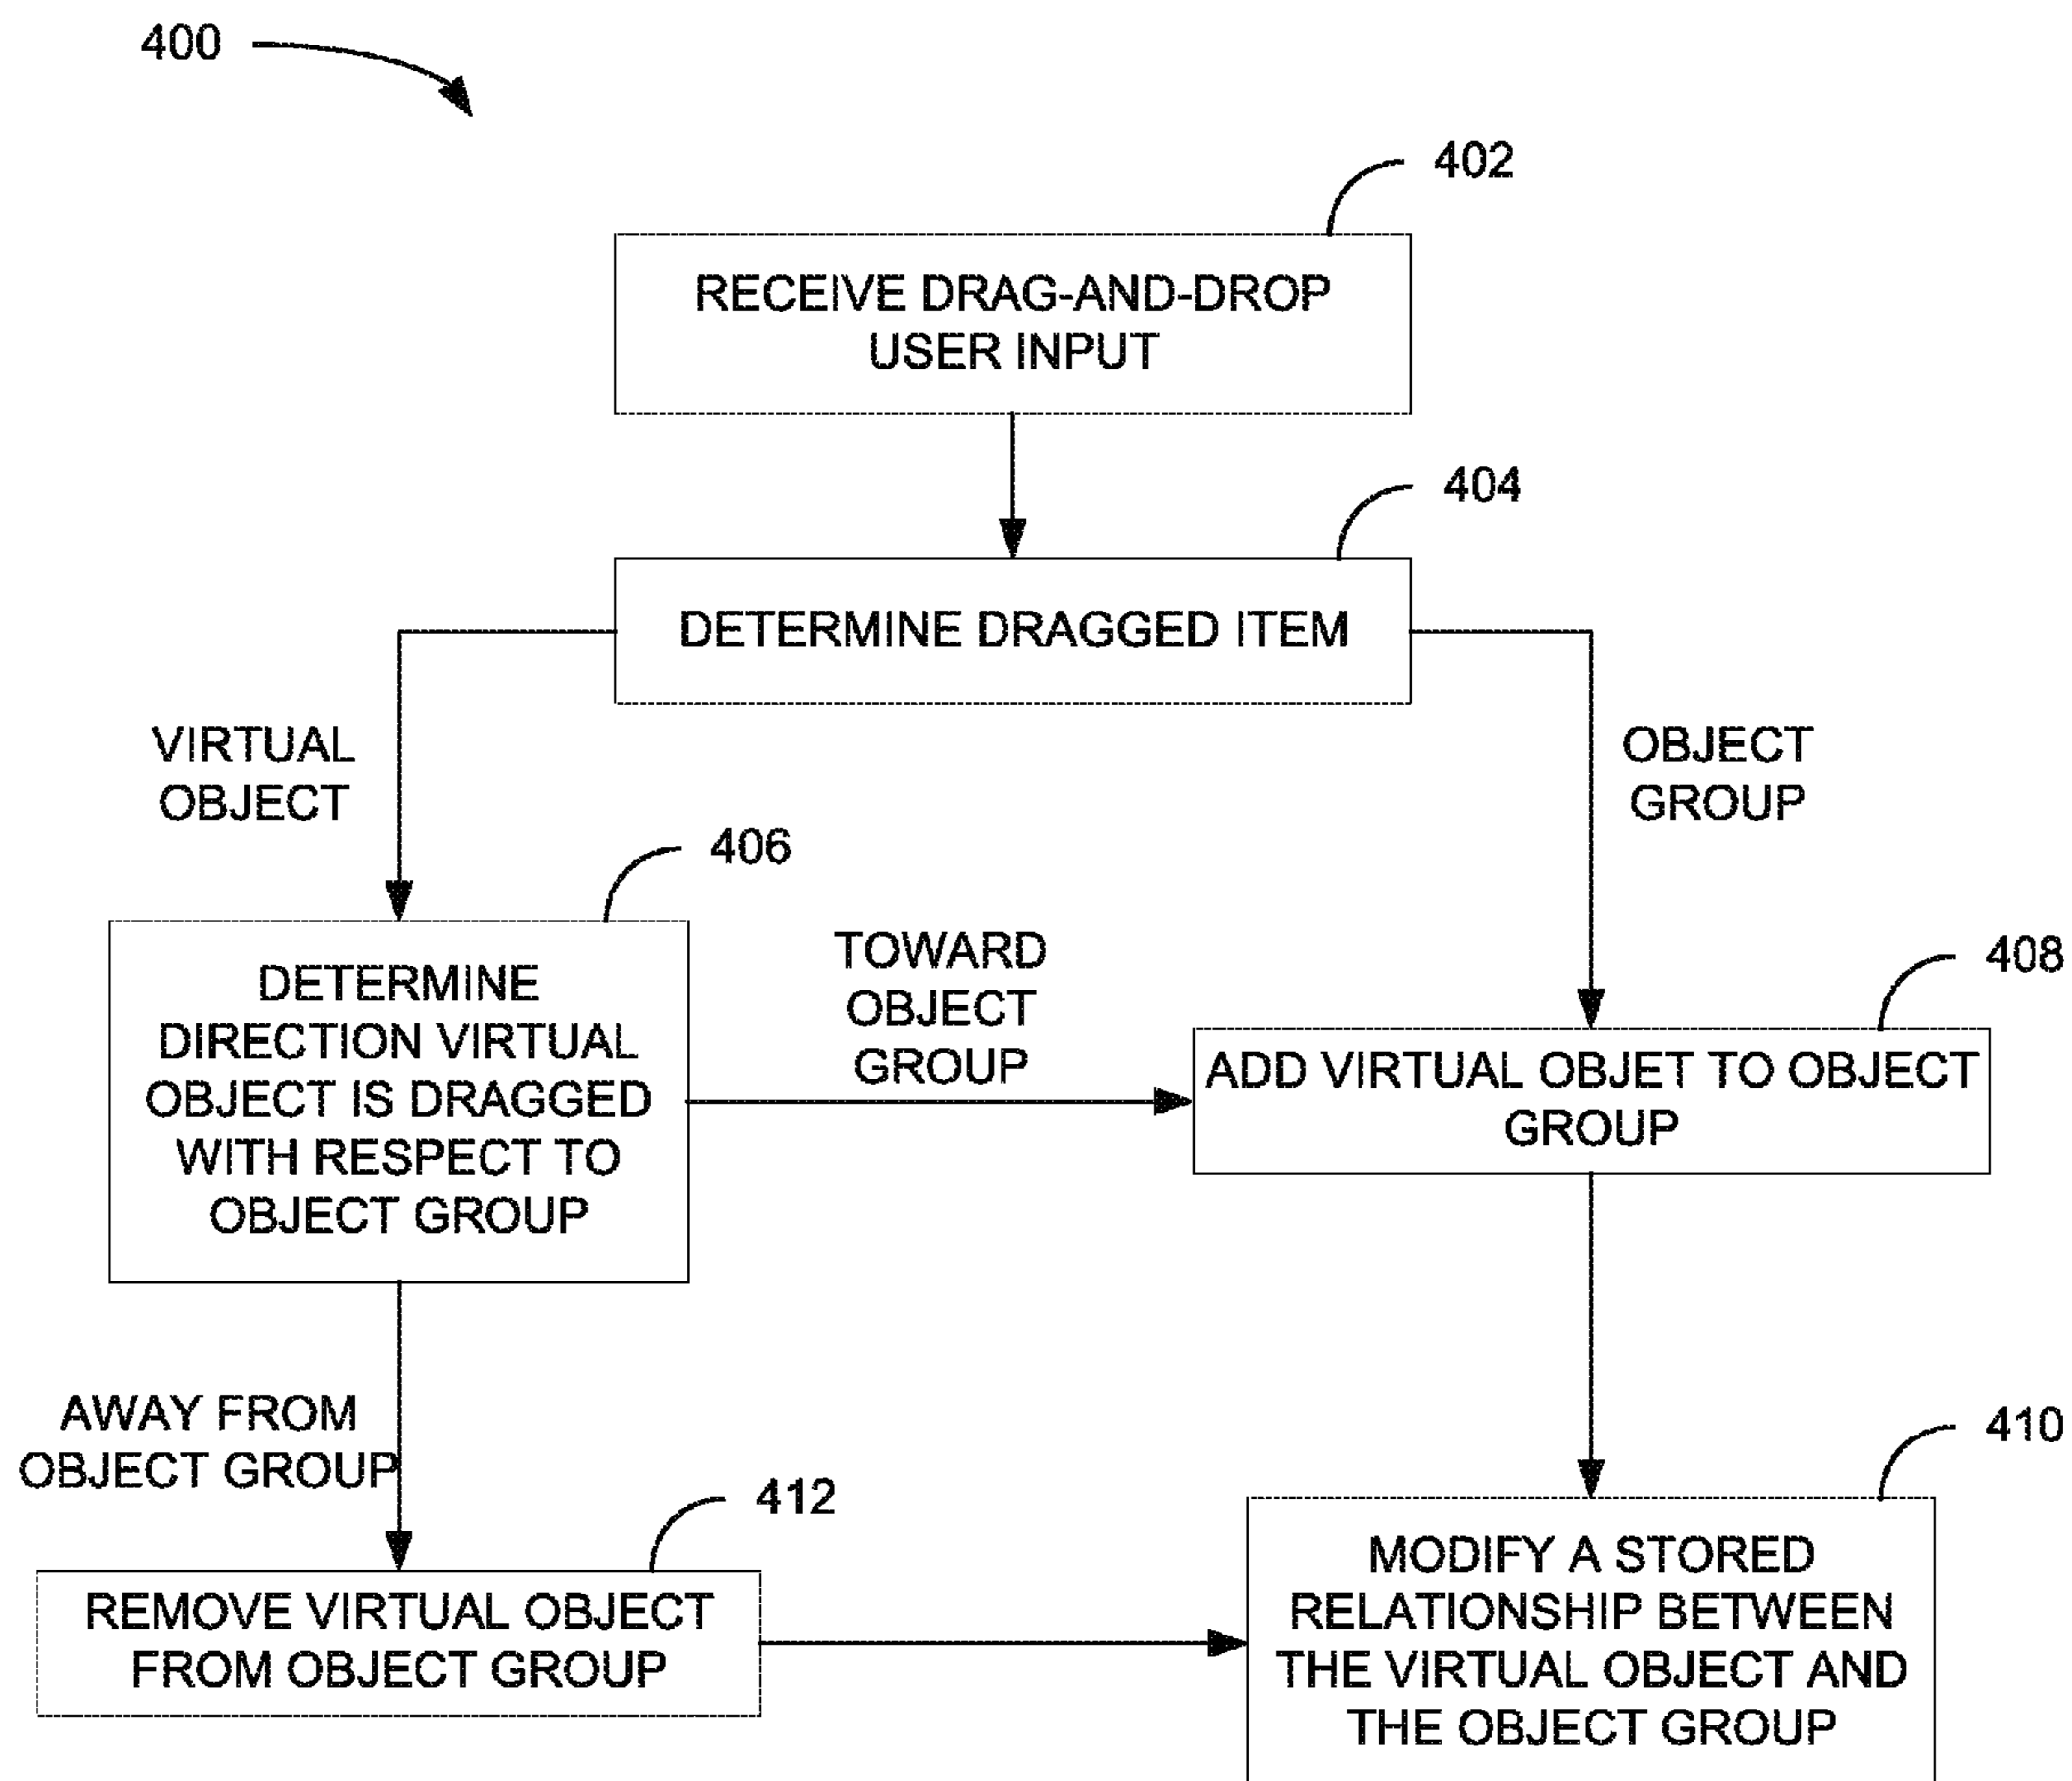 400
402
RECEIVE DRAG-AND-DROP
USER INPUT
404
DETERMINE DRAGGED ITEM
VIRTUAL
OBJECT
OBJECT
GROUP
406
DETERMINE
DIRECTION VIRTUAL
OBJECT IS DRAGGED
WITH RESPECT TO
OBJECT GROUP
TOWARD
OBJECT
GROUP
408
ADD VIRTUAL OBJET TO OBJECT
GROUP
AWAY FROM
OBJECT GROUP
412
REMOVE VIRTUAL OBJECT
FROM OBJECT GROUP
410
MODIFY A STORED
RELATIONSHIP BETWEEN
THE VIRTUAL OBJECT AND
THE OBJECT GROUP